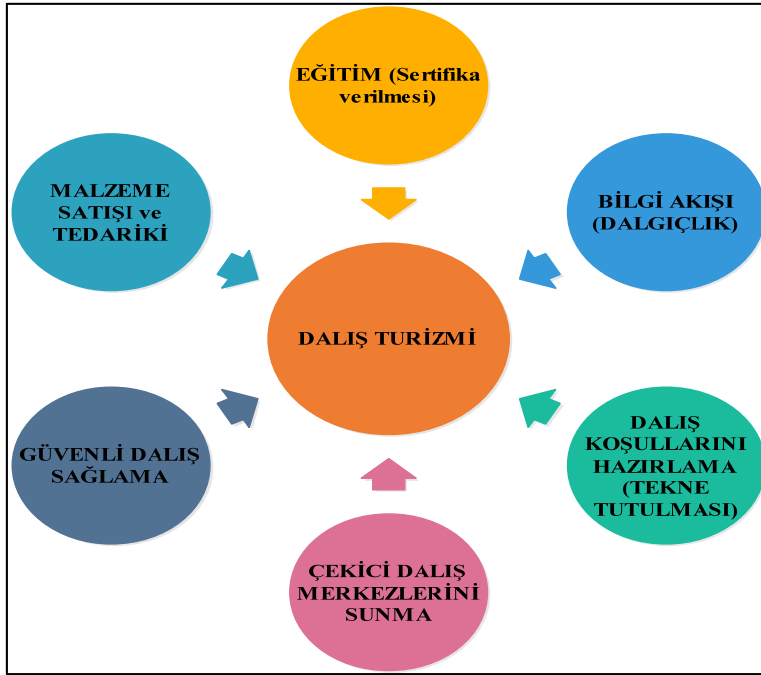 EĞİTİM (Sertifika
verilmesi)
MALZEME
SATIŞI ve
TEDARİKİ
BİLGİ AKIŞI
(DALGIÇLIK)
DALIŞ TURİZMİ
GÜVENLİ DALIŞ
SAĞLAMA
DALIŞ
KOŞULLARINI
HAZIRLAMA
(TEKNE
TUTULMASI)
ÇEKİCİ DALIŞ
MERKEZLERİNİ
SUNMA